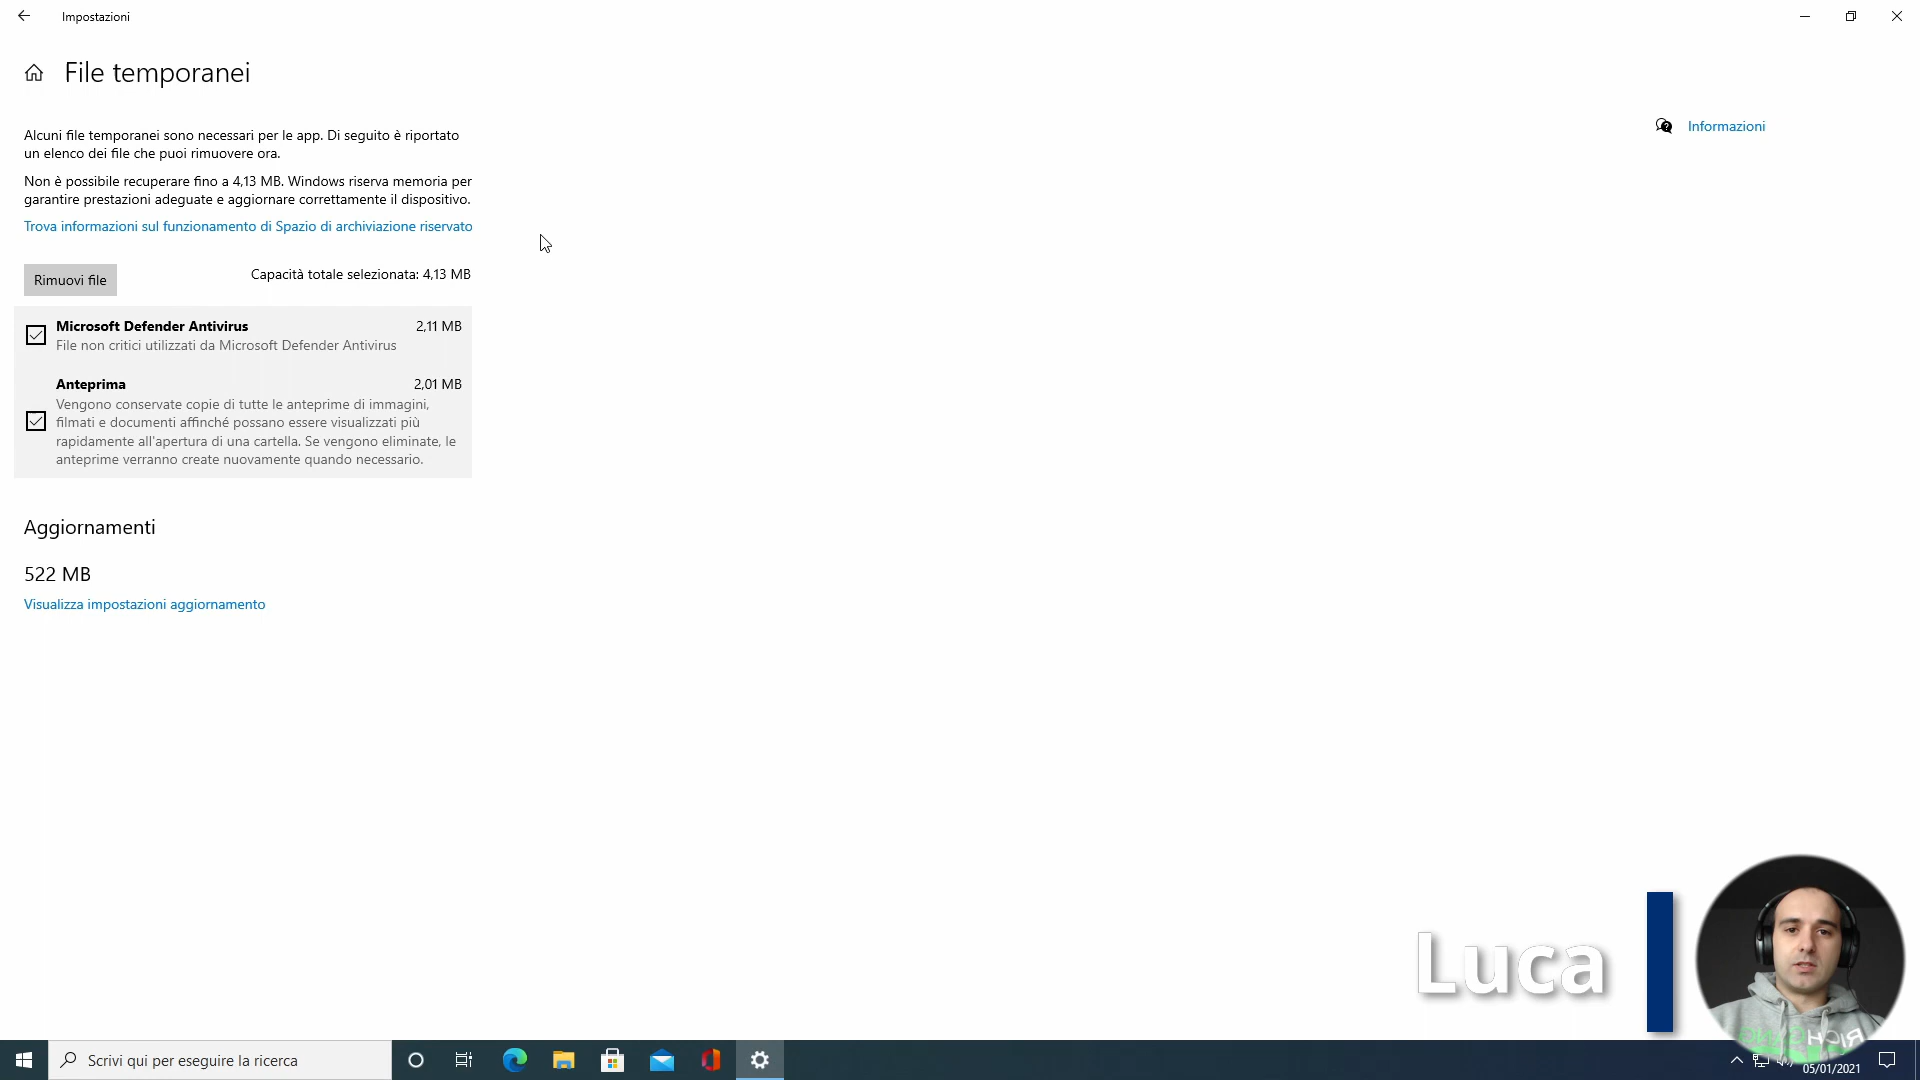 Impostazioni
File temporanei
Alcuni file temporanei sono necessari per le app. Di seguito è riportato
un elenco dei file che puoi rimuovere ora.
Non è possibile recuperare fino a 4,13 MB. Windows riserva memoria per
garantire prestazioni adeguate e aggiornare correttamente il dispositivo.
Trova informazioni sul funzionamento di Spazio di archiviazione riservato
Informazioni
Rimuovi file
Capacità totale selezionata: 4,13 MB
Microsoft Defender Antivirus 2,11 MB
File non critici utilizzati da Microsoft Defender Antivirus
Anteprima 2,01 MB
Vengono conservate copie di tutte le anteprime di immagini,
filmati e documenti affinché possano essere visualizzati più
rapidamente all'apertura di una cartella. Se vengono eliminate, le
anteprime verranno create nuovamente quando necessario.
Aggiornamenti
522 MB
Visualizza impostazioni aggiornamento
Luca
Scrivi qui per eseguire la ricerca
05/01/2021